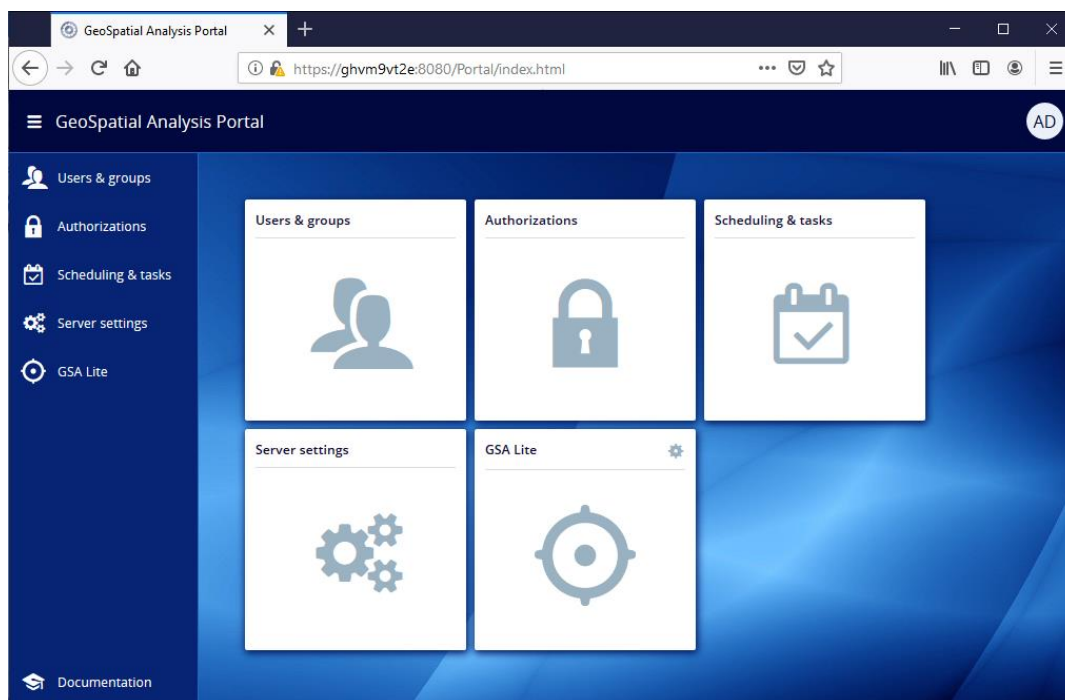 GeoSpatial Analysis Portal
https://ghvm9vt2e:8080/Portal/index.html
GeoSpatial Analysis Portal
AD
Users & groups
Authorizations
Scheduling & tasks
Server settings
GSA Lite
Documentation
Users & groups
Authorizations
Scheduling & tasks
Server settings
GSA Lite